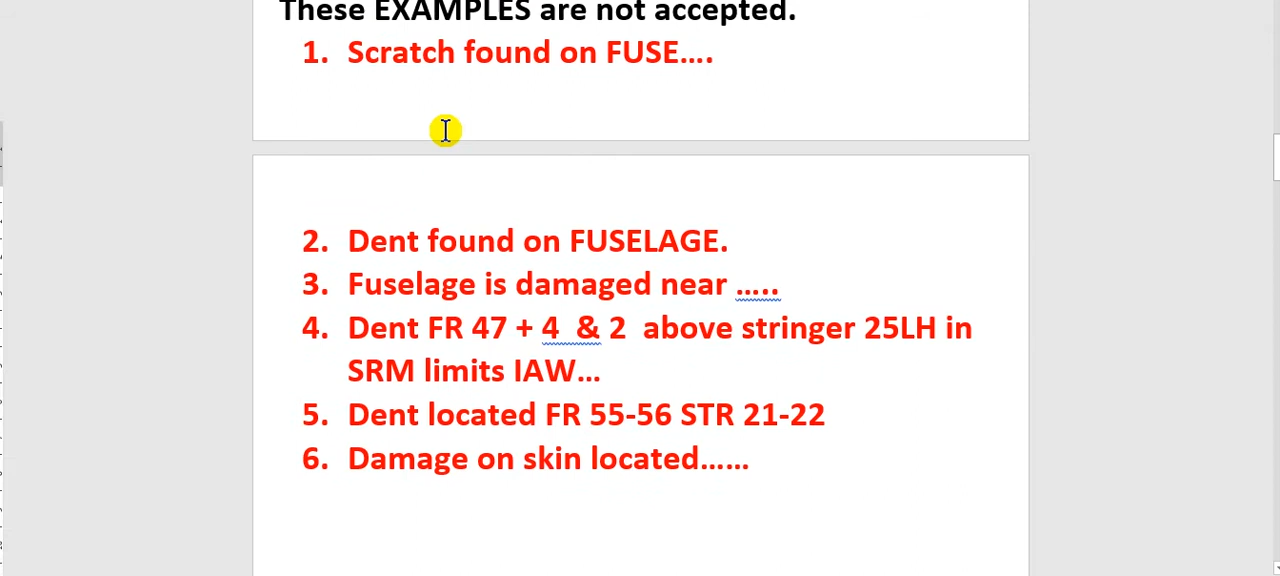 These EXAMPLES are not accepted.
1. Scratch found on FUSE....
2. Dent found on FUSELAGE.
3. Fuselage is damaged near .....
4. Dent FR 47 + 4  & 2  above stringer 25LH in
SRM limits IAW...
5. Dent located FR 55-56 STR 21-22
6. Damage on skin located......